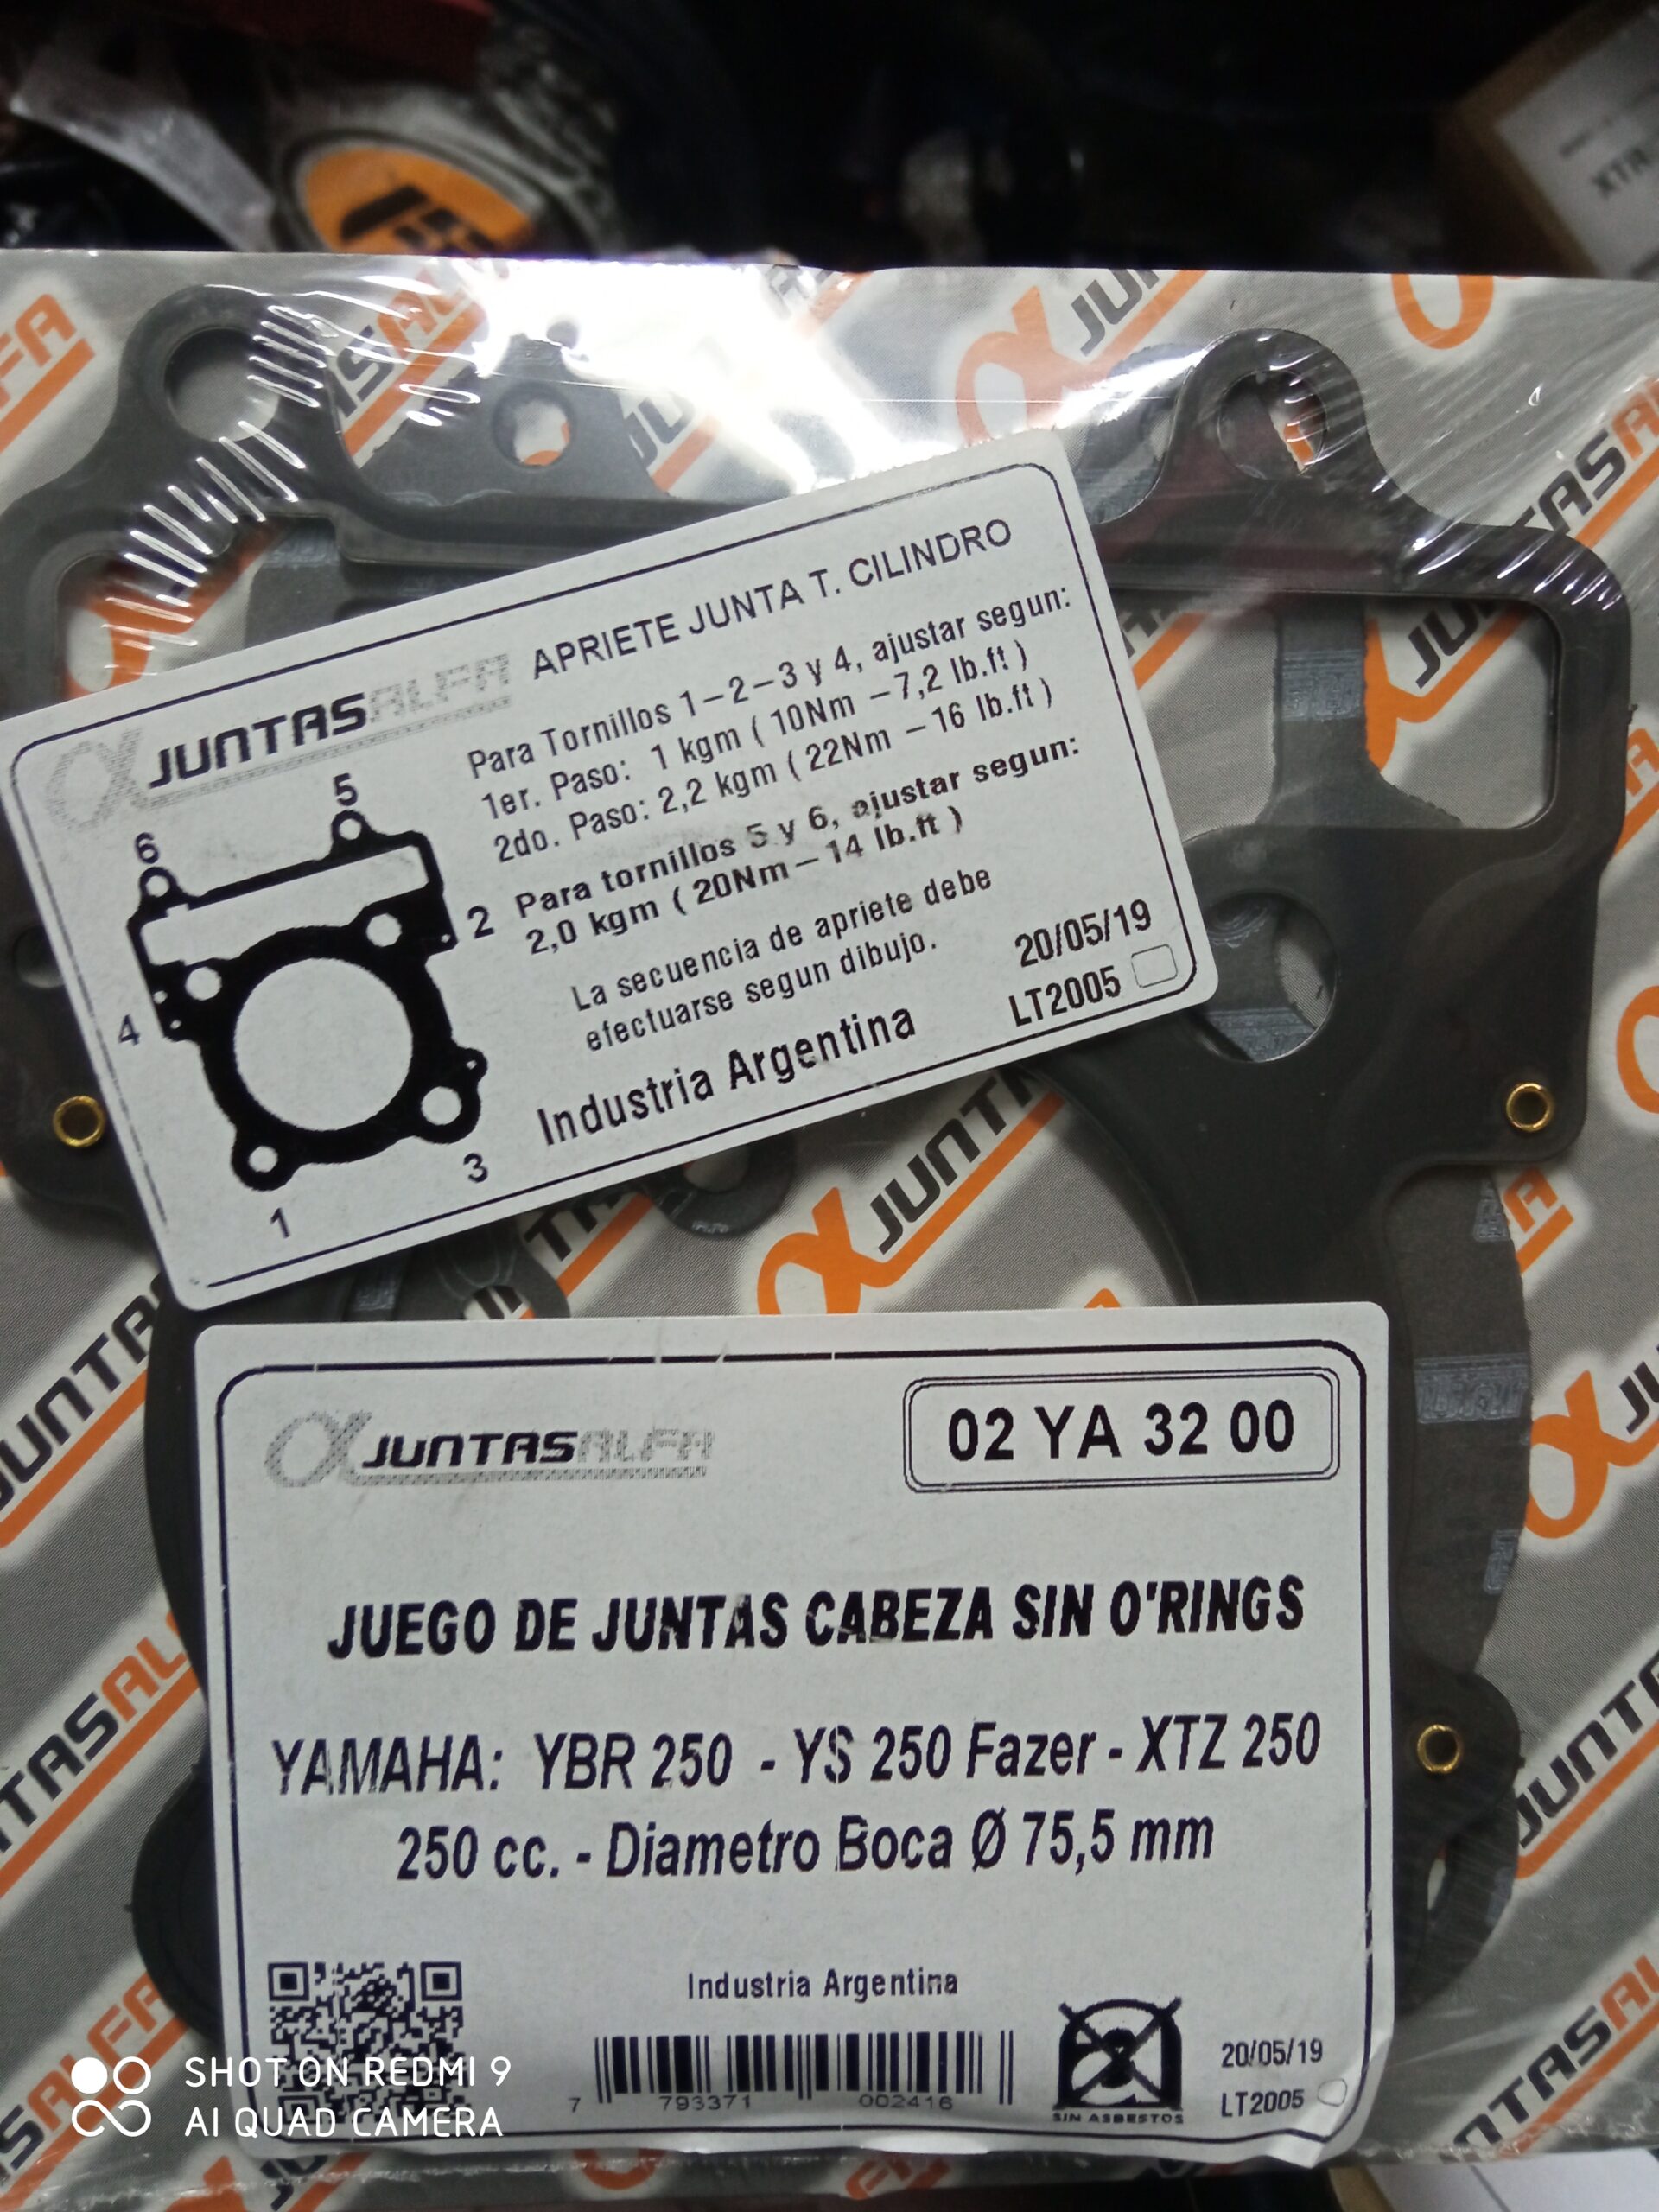 XTR
JUNTASALFA
APRIETE JUNTA T. CILINDRO
Para Tornillos 1-2-3 y 4, ajustar segun:
1er. Paso: 1 kgm ( 10Nm -7,2 lb.ft )
2do. Paso: 2,2 kgm ( 22Nm -16 lb.ft )
Para tornillos 5 y 6, ajustar segun:
2,0 kgm ( 20Nm-14 lb.ft )
La secuencia de apriete debe
efectuarse segun dibujo.
20/05/19
Industria Argentina
LT2005
5
6
2
4
3
1
JUNTASALFA
02 YA 32 00
JUEGO DE JUNTAS CABEZA SIN O'RINGS
YAMAHA: YBR 250 - YS 250 Fazer - XTZ 250
250 cc. - Diametro Boca Ø 75,5 mm
Industria Argentina
7 793371 002416
SIN ASBESTOS
20/05/19
LT2005
SHOT ON REDMI 9
AI QUAD CAMERA